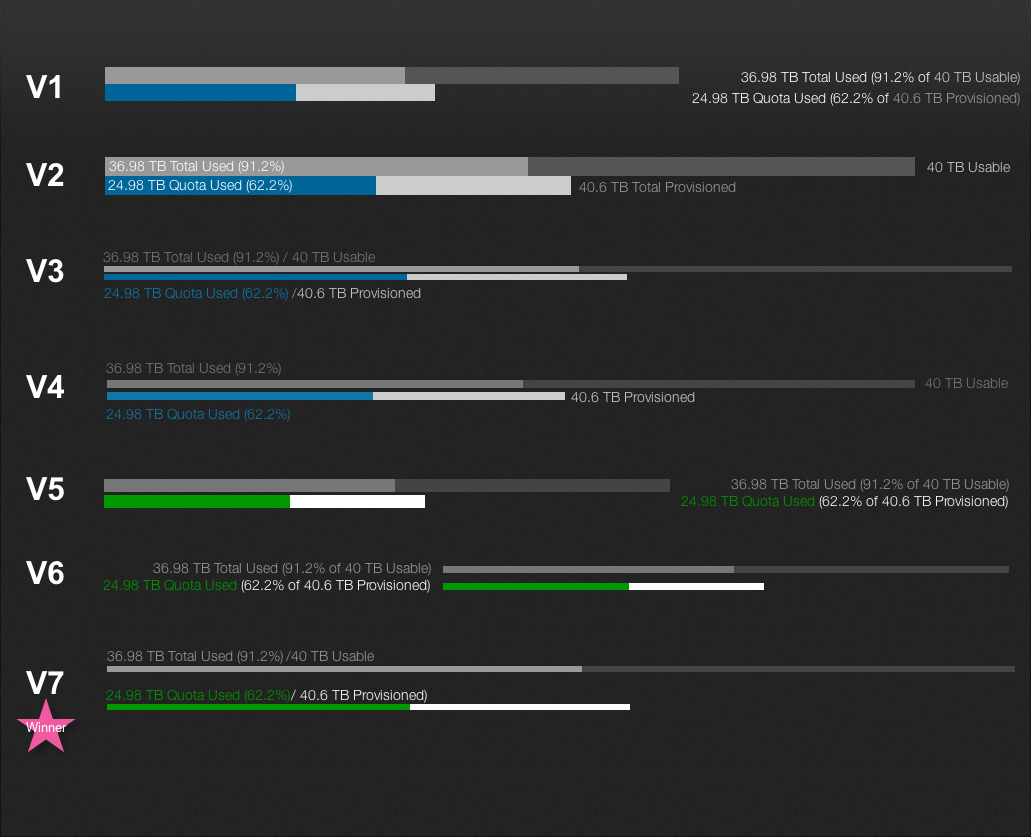 V1
36.98 TB Total Used (91.2% of 40 TB Usable)
24.98 TB Quota Used (62.2% of 40.6 TB Provisioned)
V2
36.98 TB Total Used (91.2%)
40 TB Usable
24.98 TB Quota Used (62.2%)
40.6 TB Total Provisioned
V3
36.98 TB Total Used (91.2%) / 40 TB Usable
24.98 TB Quota Used (62.2%) /40.6 TB Provisioned
V4
36.98 TB Total Used (91.2%)
40 TB Usable
40.6 TB Provisioned
24.98 TB Quota Used (62.2%)
V5
36.98 TB Total Used (91.2% of 40 TB Usable)
24.98 TB Quota Used (62.2% of 40.6 TB Provisioned)
V6
36.98 TB Total Used (91.2% of 40 TB Usable)
24.98 TB Quota Used (62.2% of 40.6 TB Provisioned)
V7
36.98 TB Total Used (91.2%) /40 TB Usable
24.98 TB Quota Used (62.2%)/ 40.6 TB Provisioned)
Winner